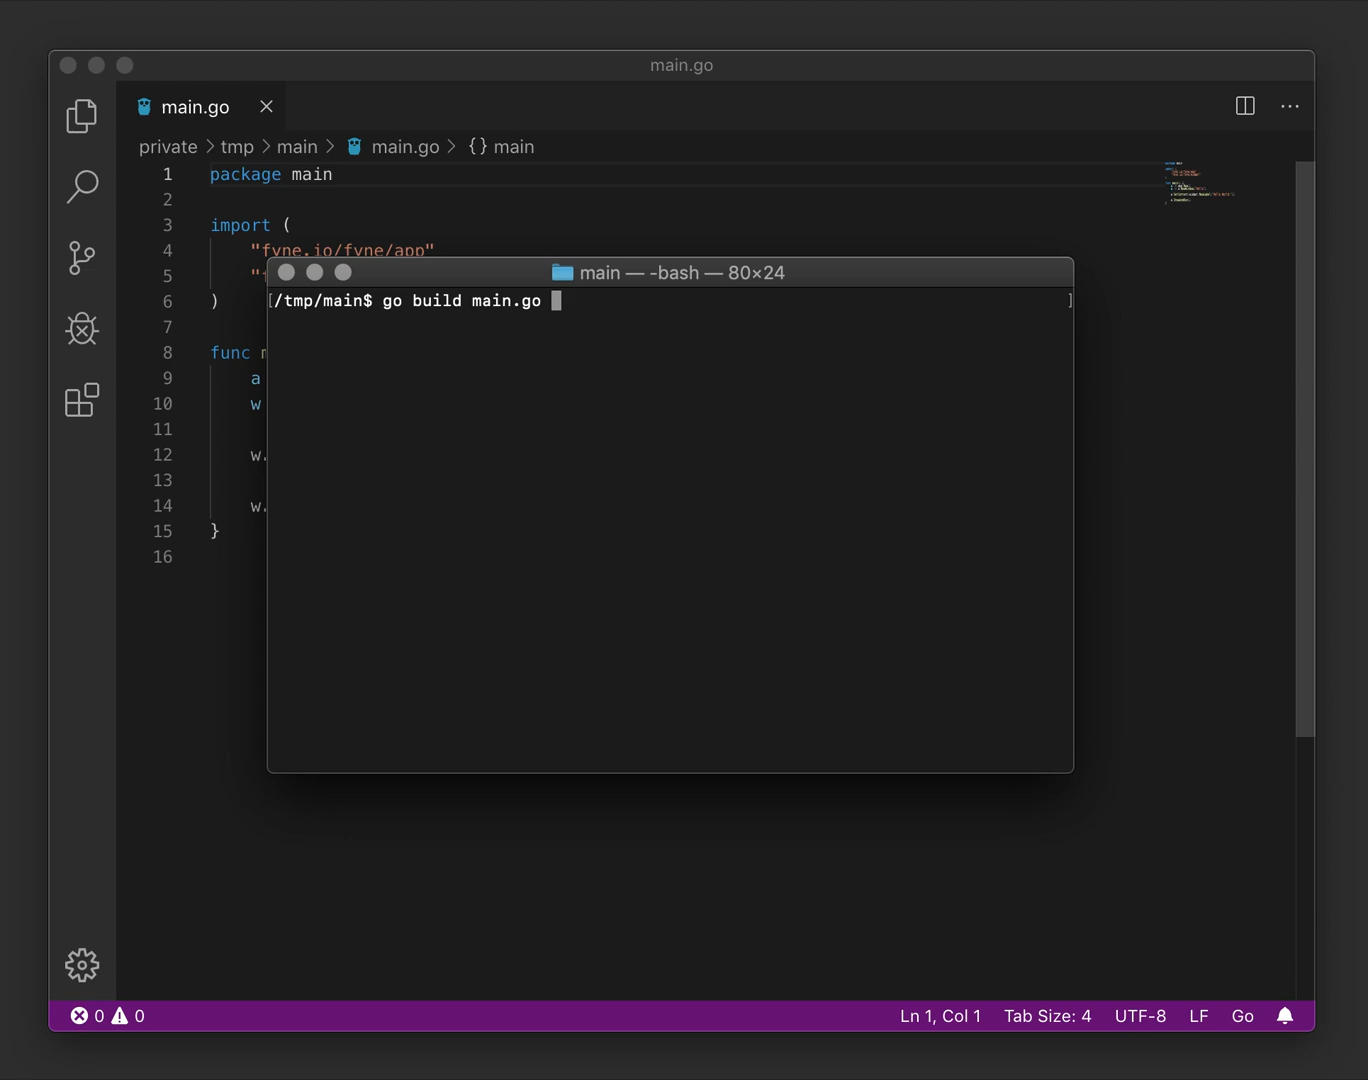 main.go
main.go
private > tmp > main > main.go > {} main
1 package main
2
3 import (
4 "fyne.io/fyne/app"
5 "f
6 )
7
8 func m
9 a
10 w
11
12 w.
13
14 w.
15 }
16
main — -bash — 80×24
[/tmp/main$ go build main.go ]
0 0 Ln 1, Col 1 Tab Size: 4 UTF-8 LF Go